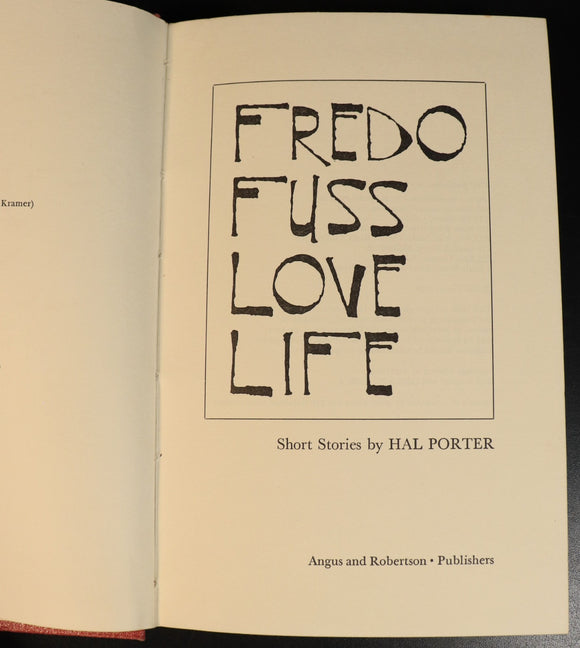 Kramer)
FREDO
FUSS
LOVE
LIFE
Short Stories by HAL PORTER
Angus and Robertson • Publishers